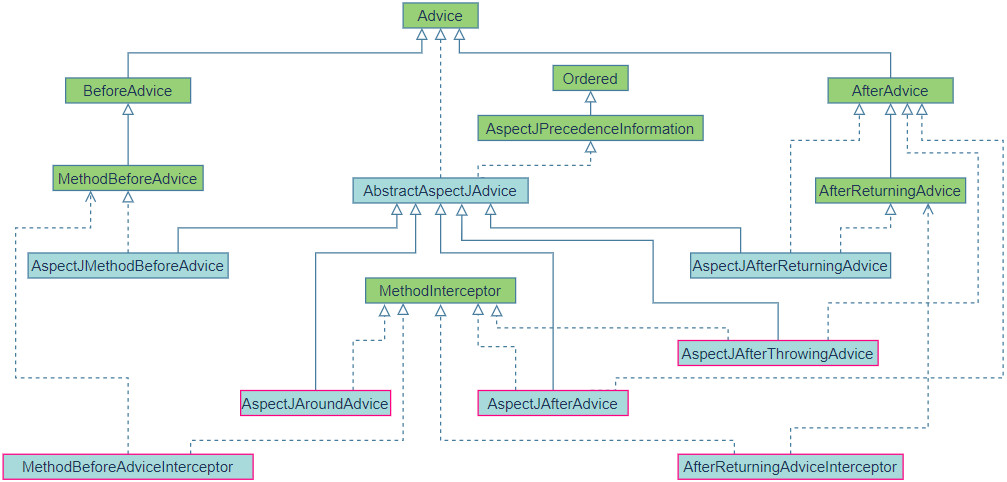 Advice
Ordered
BeforeAdvice
AfterAdvice
AspectJPrecedenceInformation
MethodBeforeAdvice
AbstractAspectJAdvice
AfterReturningAdvice
AspectJMethodBeforeAdvice
AspectJAfterReturningAdvice
MethodInterceptor
AspectJAfterThrowingAdvice
AspectJAroundAdvice
AspectJAfterAdvice
MethodBeforeAdviceInterceptor
AfterReturningAdviceInterceptor